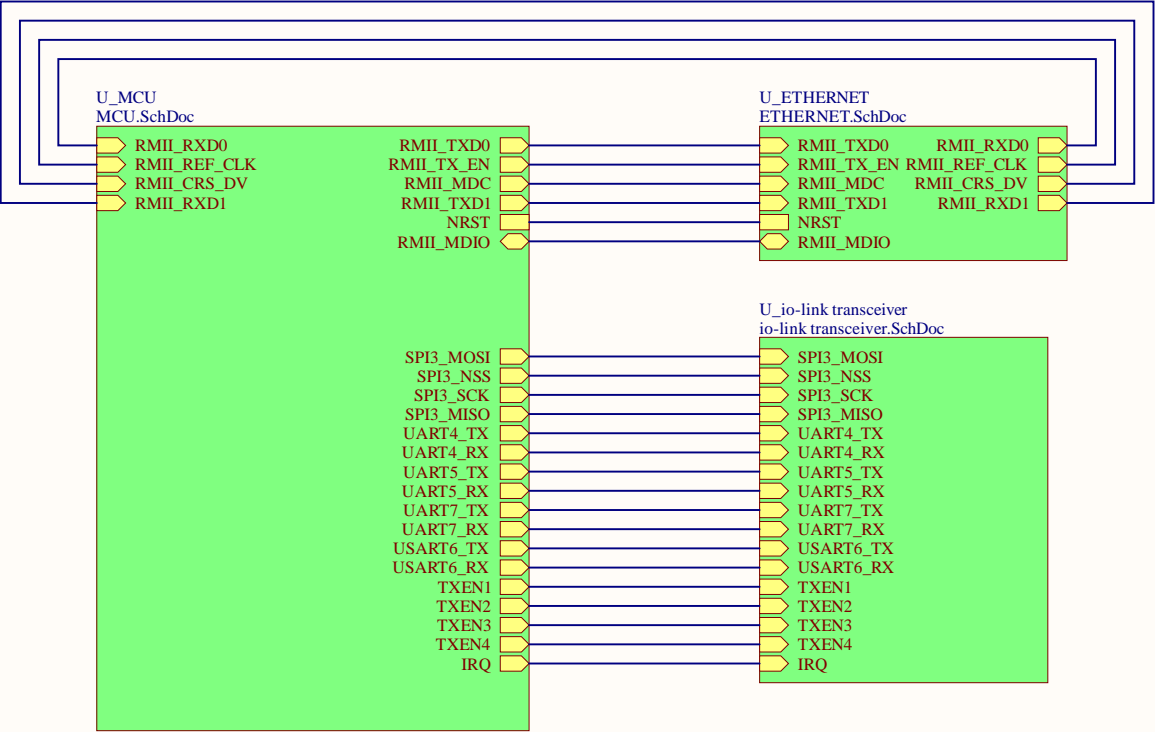 U_MCU
MCU.SchDoc
RMII_RXD0
RMII_REF_CLK
RMII_CRS_DV
RMII_RXD1
RMII_TXD0
RMII_TX_EN
RMII_MDC
RMII_TXD1
NRST
RMII_MDIO
SPI3_MOSI
SPI3_NSS
SPI3_SCK
SPI3_MISO
UART4_TX
UART4_RX
UART5_TX
UART5_RX
UART7_TX
UART7_RX
USART6_TX
USART6_RX
TXEN1
TXEN2
TXEN3
TXEN4
IRQ
U_ETHERNET
ETHERNET.SchDoc
RMII_TXD0
RMII_TX_EN
RMII_MDC
RMII_TXD1
NRST
RMII_MDIO
RMII_RXD0
RMII_REF_CLK
RMII_CRS_DV
RMII_RXD1
U_io-link transceiver
io-link transceiver.SchDoc
SPI3_MOSI
SPI3_NSS
SPI3_SCK
SPI3_MISO
UART4_TX
UART4_RX
UART5_TX
UART5_RX
UART7_TX
UART7_RX
USART6_TX
USART6_RX
TXEN1
TXEN2
TXEN3
TXEN4
IRQ